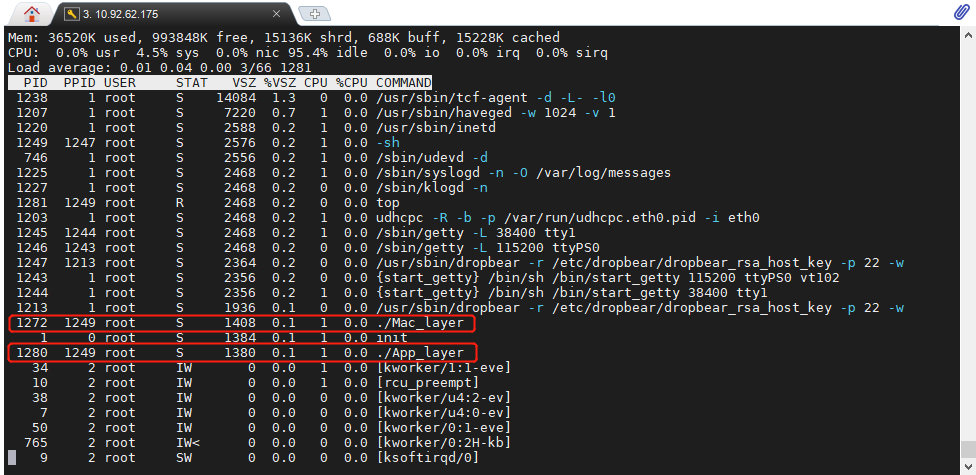 3. 10.92.62.175
Mem: 36520K used, 993848K free, 15136K shrd, 688K buff, 15228K cached
CPU:  0.0% usr  4.5% sys  0.0% nic 95.4% idle  0.0% io  0.0% irq  0.0% sirq
Load average: 0.01 0.04 0.00 3/66 1281
PID  PPID USER     STAT   VSZ %VSZ CPU %CPU COMMAND
1238     1 root     S    14084  1.3   0  0.0 /usr/sbin/tcf-agent -d -L- -l0
1207     1 root     S     7220  0.7   1  0.0 /usr/sbin/haveged -w 1024 -v 1
1220     1 root     S     2588  0.2   1  0.0 /usr/sbin/inetd
1249  1247 root     S     2576  0.2   1  0.0 -sh
746     1 root     S     2556  0.2   1  0.0 /sbin/udevd -d
1225     1 root     S     2468  0.2   1  0.0 /sbin/syslogd -n -O /var/log/messages
1227     1 root     S     2468  0.2   0  0.0 /sbin/klogd -n
1281  1249 root     R     2468  0.2   0  0.0 top
1203     1 root     S     2468  0.2   1  0.0 udhcpc -R -b -p /var/run/udhcpc.eth0.pid -i eth0
1245  1244 root     S     2468  0.2   1  0.0 /sbin/getty -L 38400 tty1
1246  1243 root     S     2468  0.2   0  0.0 /sbin/getty -L 115200 ttyPS0
1247  1213 root     S     2364  0.2   0  0.0 /usr/sbin/dropbear -r /etc/dropbear/dropbear_rsa_host_key -p 22 -w
1243     1 root     S     2356  0.2   0  0.0 {start_getty} /bin/sh /bin/start_getty 115200 ttyPS0 vt102
1244     1 root     S     2356  0.2   1  0.0 {start_getty} /bin/sh /bin/start_getty 38400 tty1
1213     1 root     S     1936  0.1   0  0.0 /usr/sbin/dropbear -r /etc/dropbear/dropbear_rsa_host_key -p 22 -w
1272  1249 root     S     1408  0.1   1  0.0 ./Mac_layer
1     0 root     S     1384  0.1   1  0.0 init
1280  1249 root     S     1380  0.1   1  0.0 ./App_layer
34     2 root     IW       0  0.0   1  0.0 [kworker/1:1-eve]
10     2 root     IW       0  0.0   1  0.0 [rcu_preempt]
38     2 root     IW       0  0.0   0  0.0 [kworker/u4:2-ev]
7     2 root     IW       0  0.0   0  0.0 [kworker/u4:0-ev]
50     2 root     IW       0  0.0   0  0.0 [kworker/0:1-eve]
765     2 root     IW<      0  0.0   0  0.0 [kworker/0:2H-kb]
9     2 root     SW       0  0.0   0  0.0 [ksoftirqd/0]